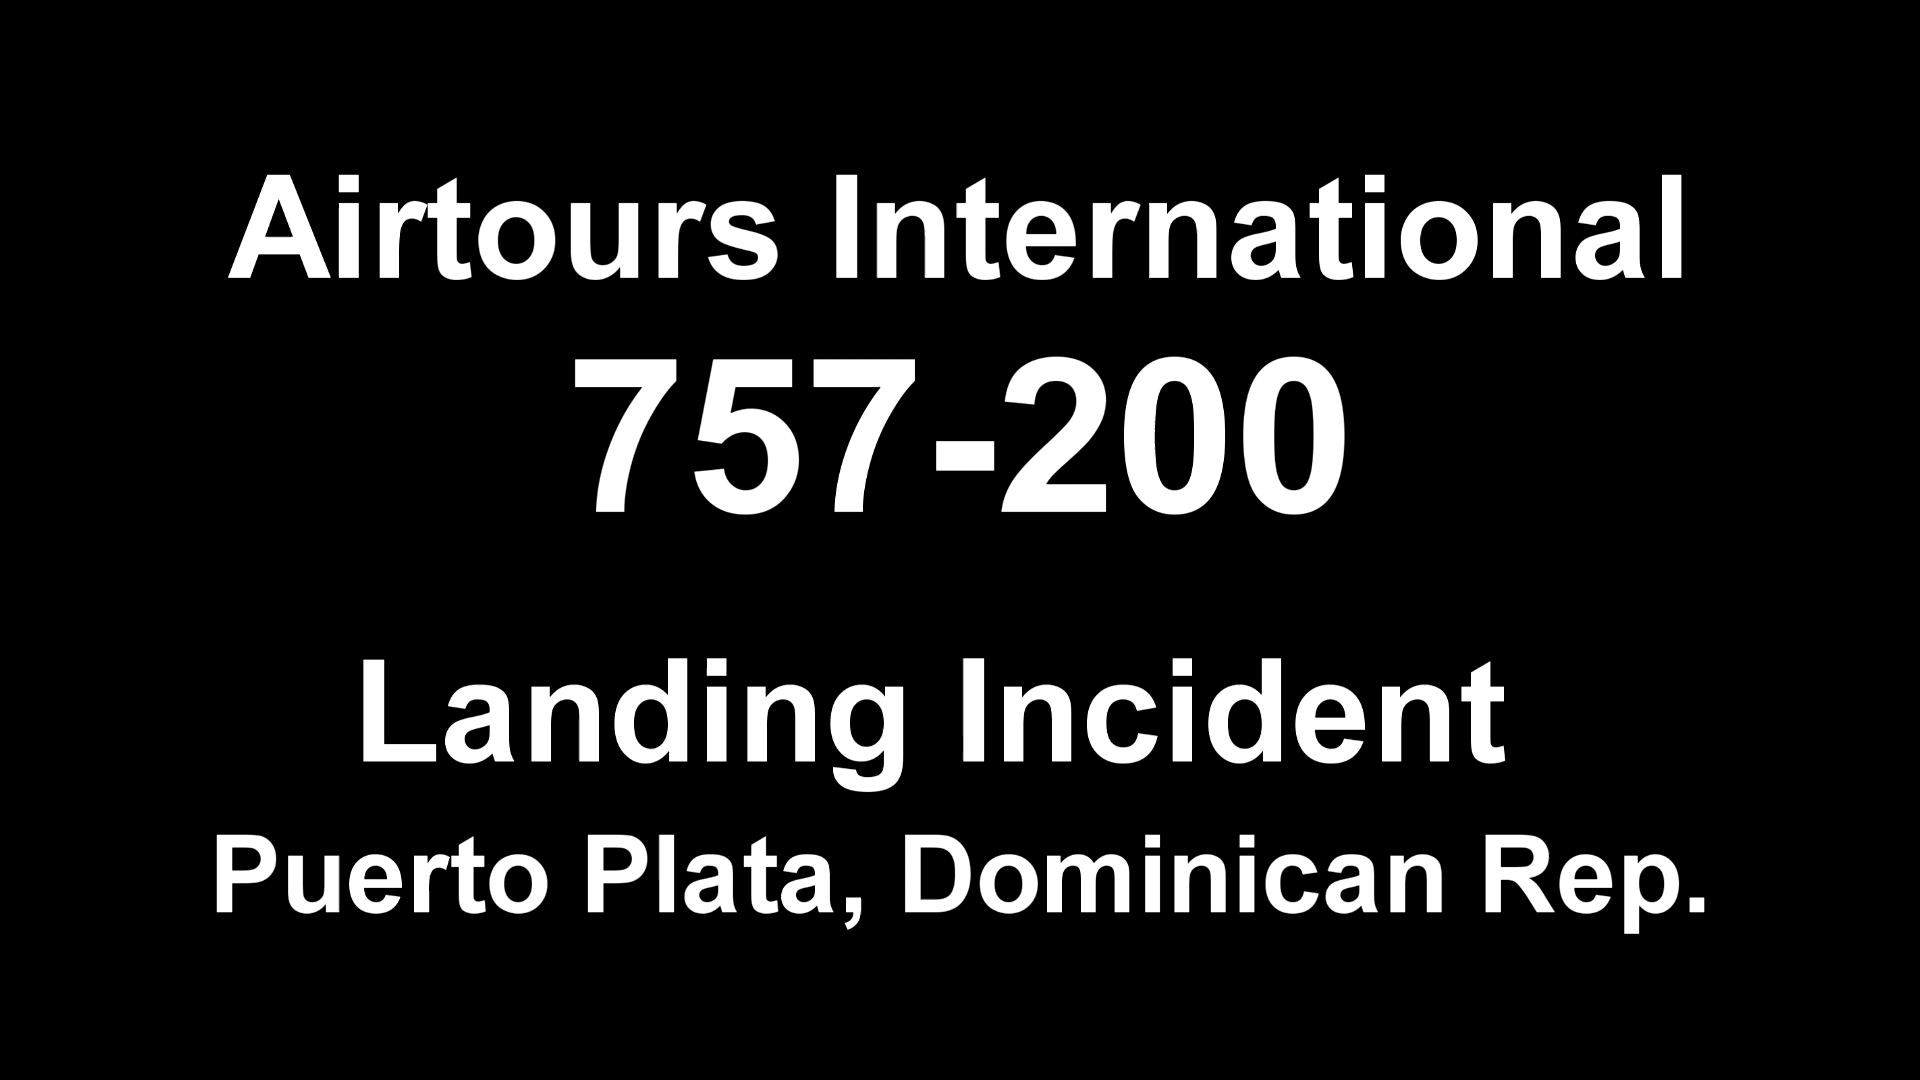 Airtours International
757-200
Landing Incident
Puerto Plata, Dominican Rep.